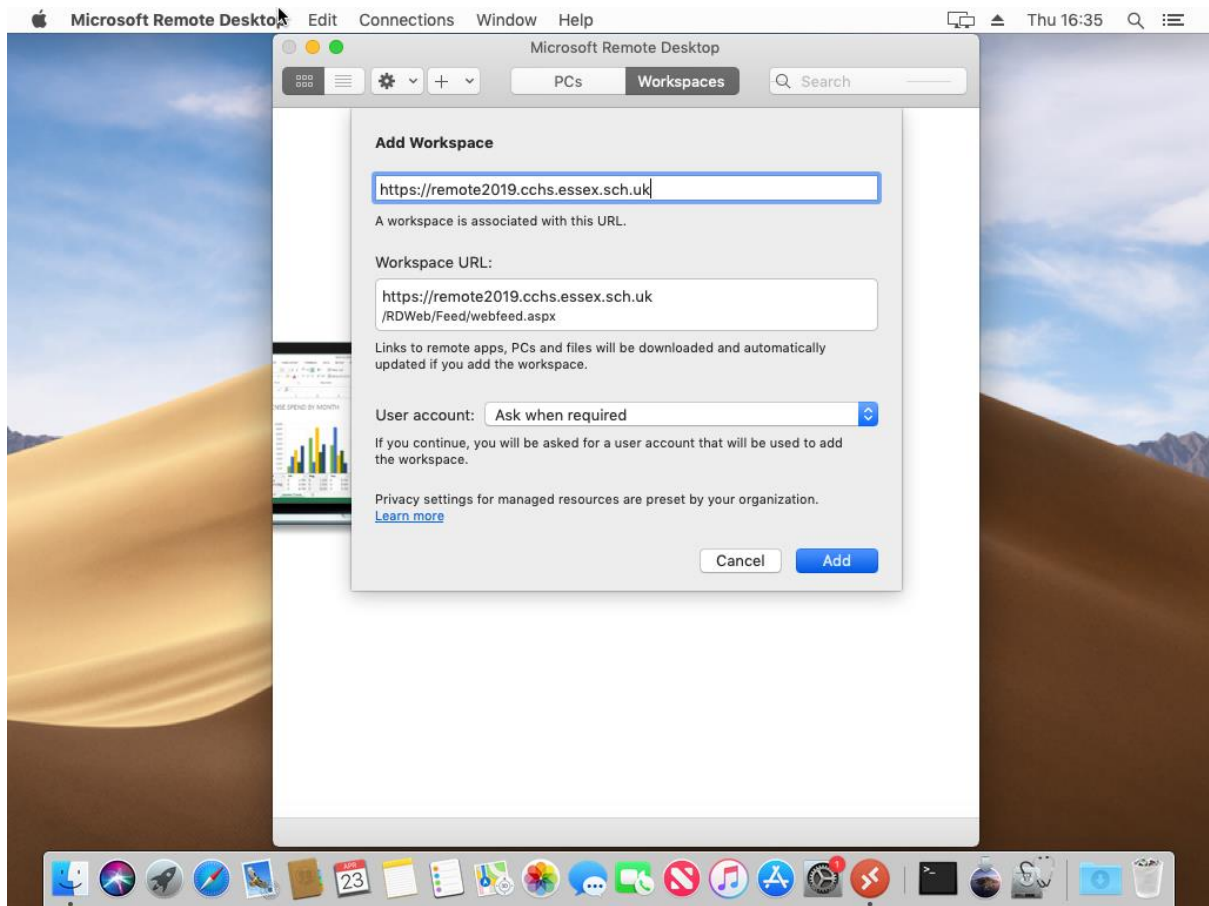 Microsoft Remote Desktop Edit Connections Window Help Thu 16:35
Microsoft Remote Desktop
PCs Workspaces Search
Add Workspace
https://remote2019.cchs.essex.sch.uk
A workspace is associated with this URL.
Workspace URL:
https://remote2019.cchs.essex.sch.uk
/RDWeb/Feed/webfeed.aspx
Links to remote apps, PCs and files will be downloaded and automatically
updated if you add the workspace.
SPEND BY MONTH
User account: Ask when required
If you continue, you will be asked for a user account that will be used to add
the workspace.
Privacy settings for managed resources are preset by your organization.
Learn more
Cancel Add
APR
23
1